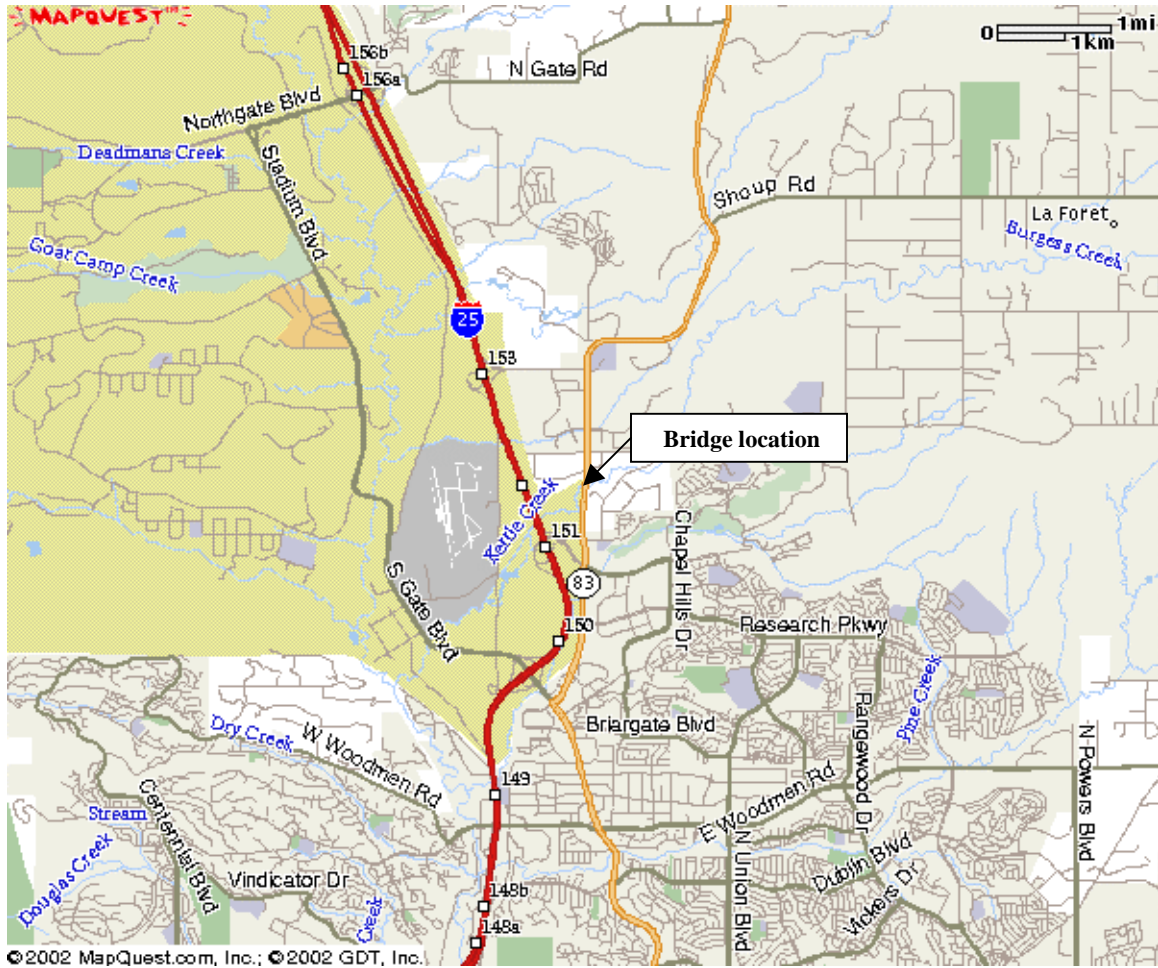 MAPQUEST
0 1mi
1km
156b
N Gate Rd
156a
Northgate Blvd
Deadmans Creek
Stadium Blvd
Shoup Rd
La Foret
Burgess Creek
Goat Camp Creek
25
153
Bridge location
Kettle Creek
151
Chapel Hills Dr
83
S Gate Blvd
150
Research Pkwy
Pine Creek
Rangewood Dr
Briargate Blvd
Dry Creek
W Woodmen Rd
N Powers Blvd
149
E Woodmen Rd
Centennial Blvd
Stream
N Union Blvd
Dublin Blvd
Douglas Creek
Vindicator Dr
Vickers Dr
148b
Creek
148a
©2002 MapQuest.com, Inc.; ©2002 GDT, Inc.